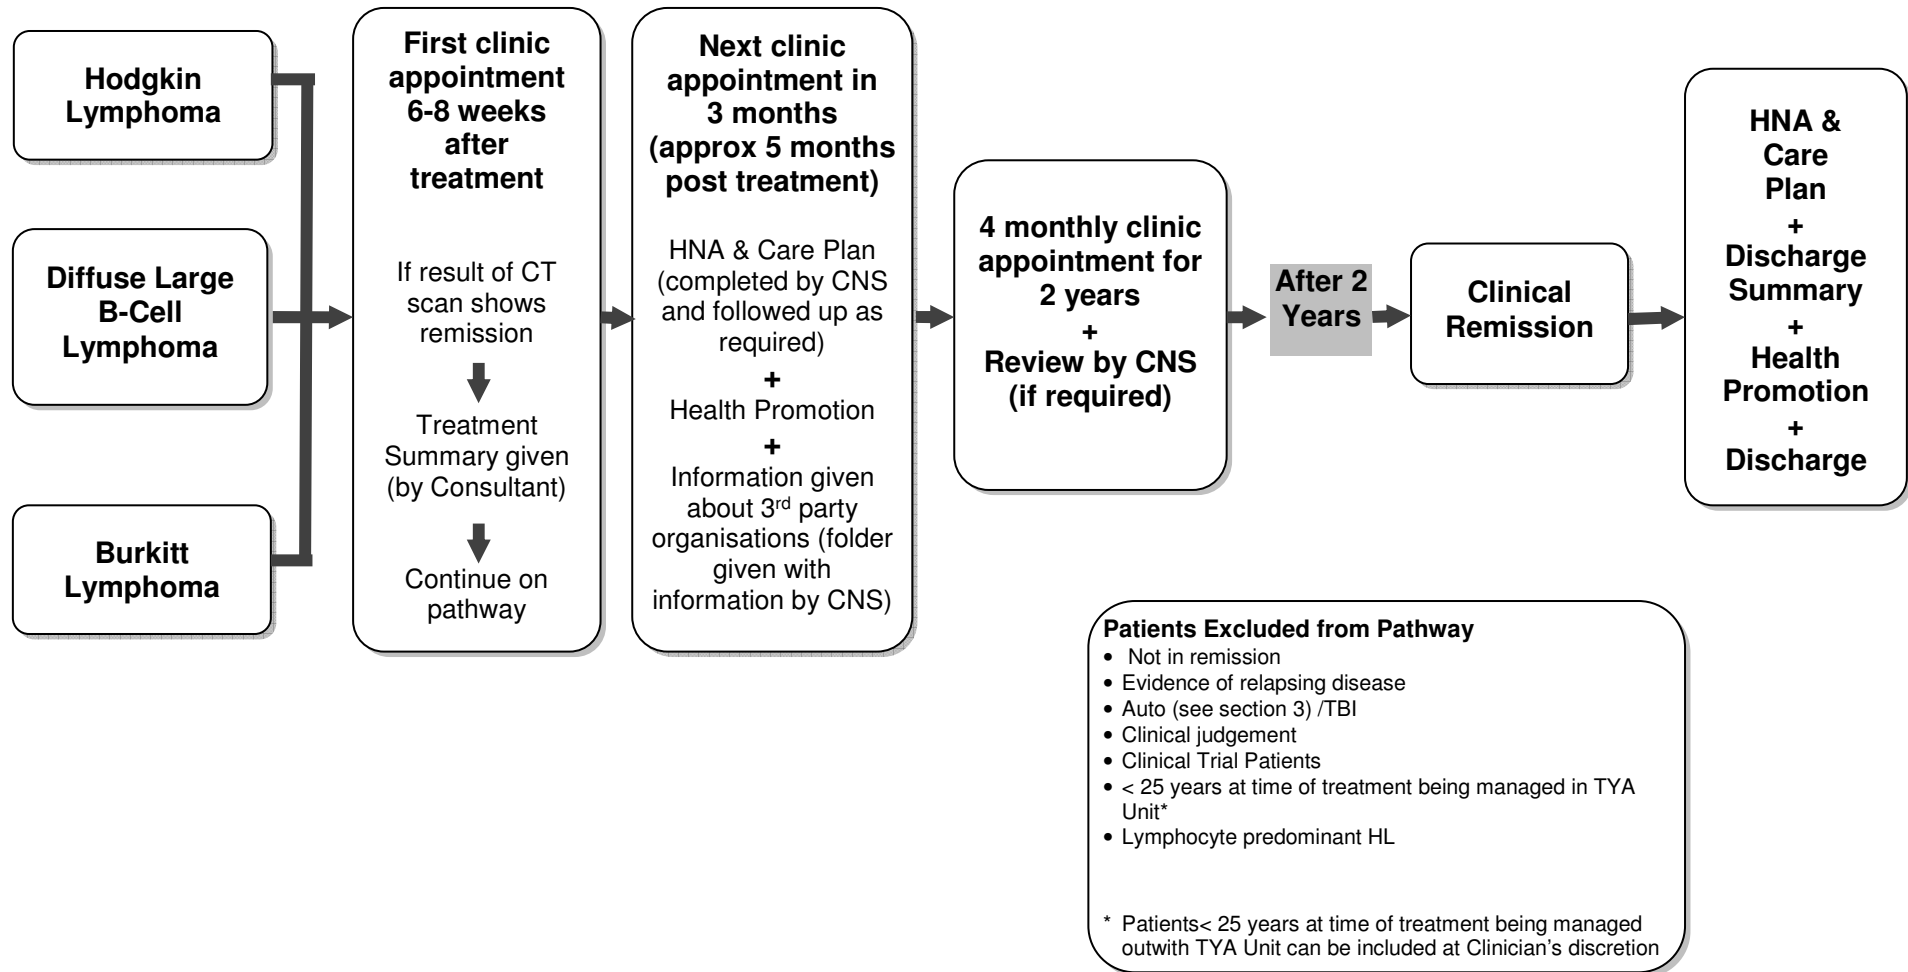 Hodgkin
Lymphoma
Diffuse Large
B-Cell
Lymphoma
Burkitt
Lymphoma
First clinic
appointment
6-8 weeks
after
treatment
If result of CT
scan shows
remission
Treatment
Summary given
(by Consultant)
Continue on
pathway
Next clinic
appointment in
3 months
(approx 5 months
post treatment)
HNA & Care Plan
(completed by CNS
and followed up as
required)
+
Health Promotion
+
Information given
about 3rd party
organisations (folder
given with
information by CNS)
4 monthly clinic
appointment for
2 years
+
Review by CNS
(if required)
After 2
Years
Clinical
Remission
HNA &
Care
Plan
+
Discharge
Summary
+
Health
Promotion
+
Discharge
Patients Excluded from Pathway
• Not in remission
• Evidence of relapsing disease
• Auto (see section 3) /TBI
• Clinical judgement
• Clinical Trial Patients
• < 25 years at time of treatment being managed in TYA
Unit*
• Lymphocyte predominant HL
* Patients< 25 years at time of treatment being managed
outwith TYA Unit can be included at Clinician's discretion